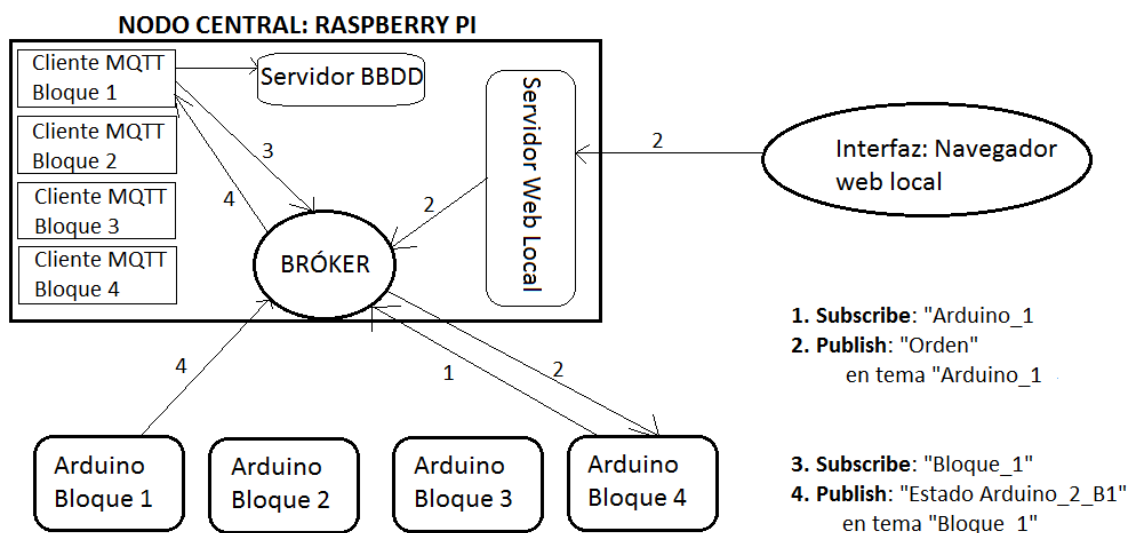 NODO CENTRAL: RASPBERRY PI
Cliente MQTT
Bloque 1
Servidor BBDD
Servidor Web Local
Cliente MQTT
Bloque 2
Cliente MQTT
Bloque 3
Cliente MQTT
Bloque 4
3
4
2
2
BRÓKER
Interfaz: Navegador
web local
4
1
2
Arduino
Bloque 1
Arduino
Bloque 2
Arduino
Bloque 3
Arduino
Bloque 4
1. Subscribe: "Arduino_1
2. Publish: "Orden"
en tema "Arduino_1
3. Subscribe: "Bloque_1"
4. Publish: "Estado Arduino_2_B1"
en tema "Bloque_1"